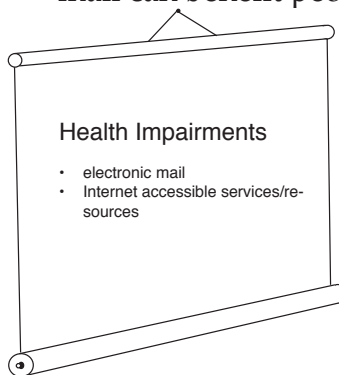 Health Impairments
• electronic mail
• Internet accessible services/re-
sources